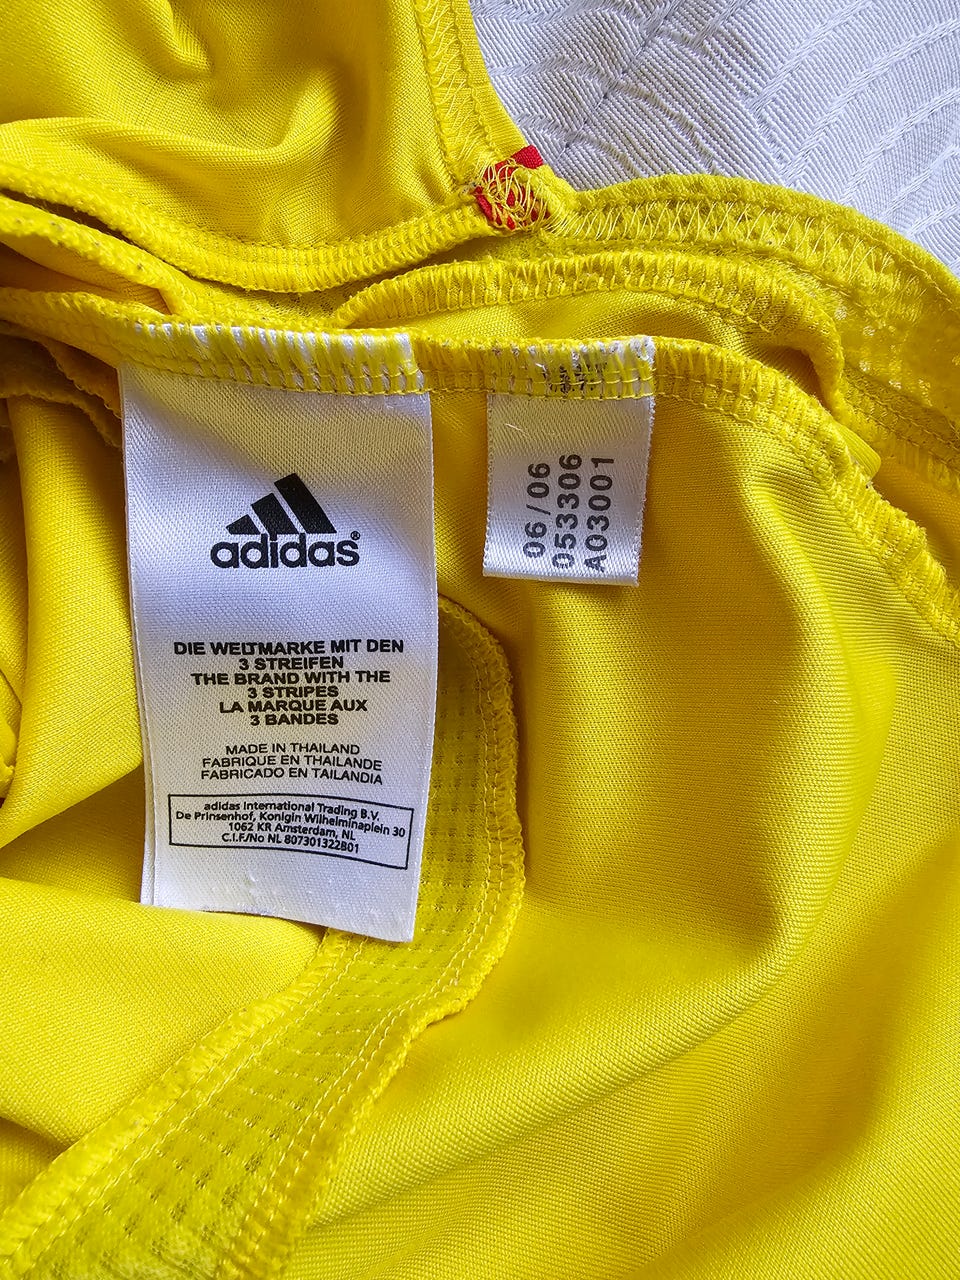 adidas®
DIE WELTMARKE MIT DEN
3 STREIFEN
THE BRAND WITH THE
3 STRIPES
LA MARQUE AUX
3 BANDES
MADE IN THAILAND
FABRIQUE EN THAILANDE
FABRICADO EN TAILANDIA
adidas International Trading B.V.
De Prinsenhof, Konigin Wilhelminaplein 30
1062 KR Amsterdam, NL
C.I.F./No NL 807301322B01
06/06
053306
A03001